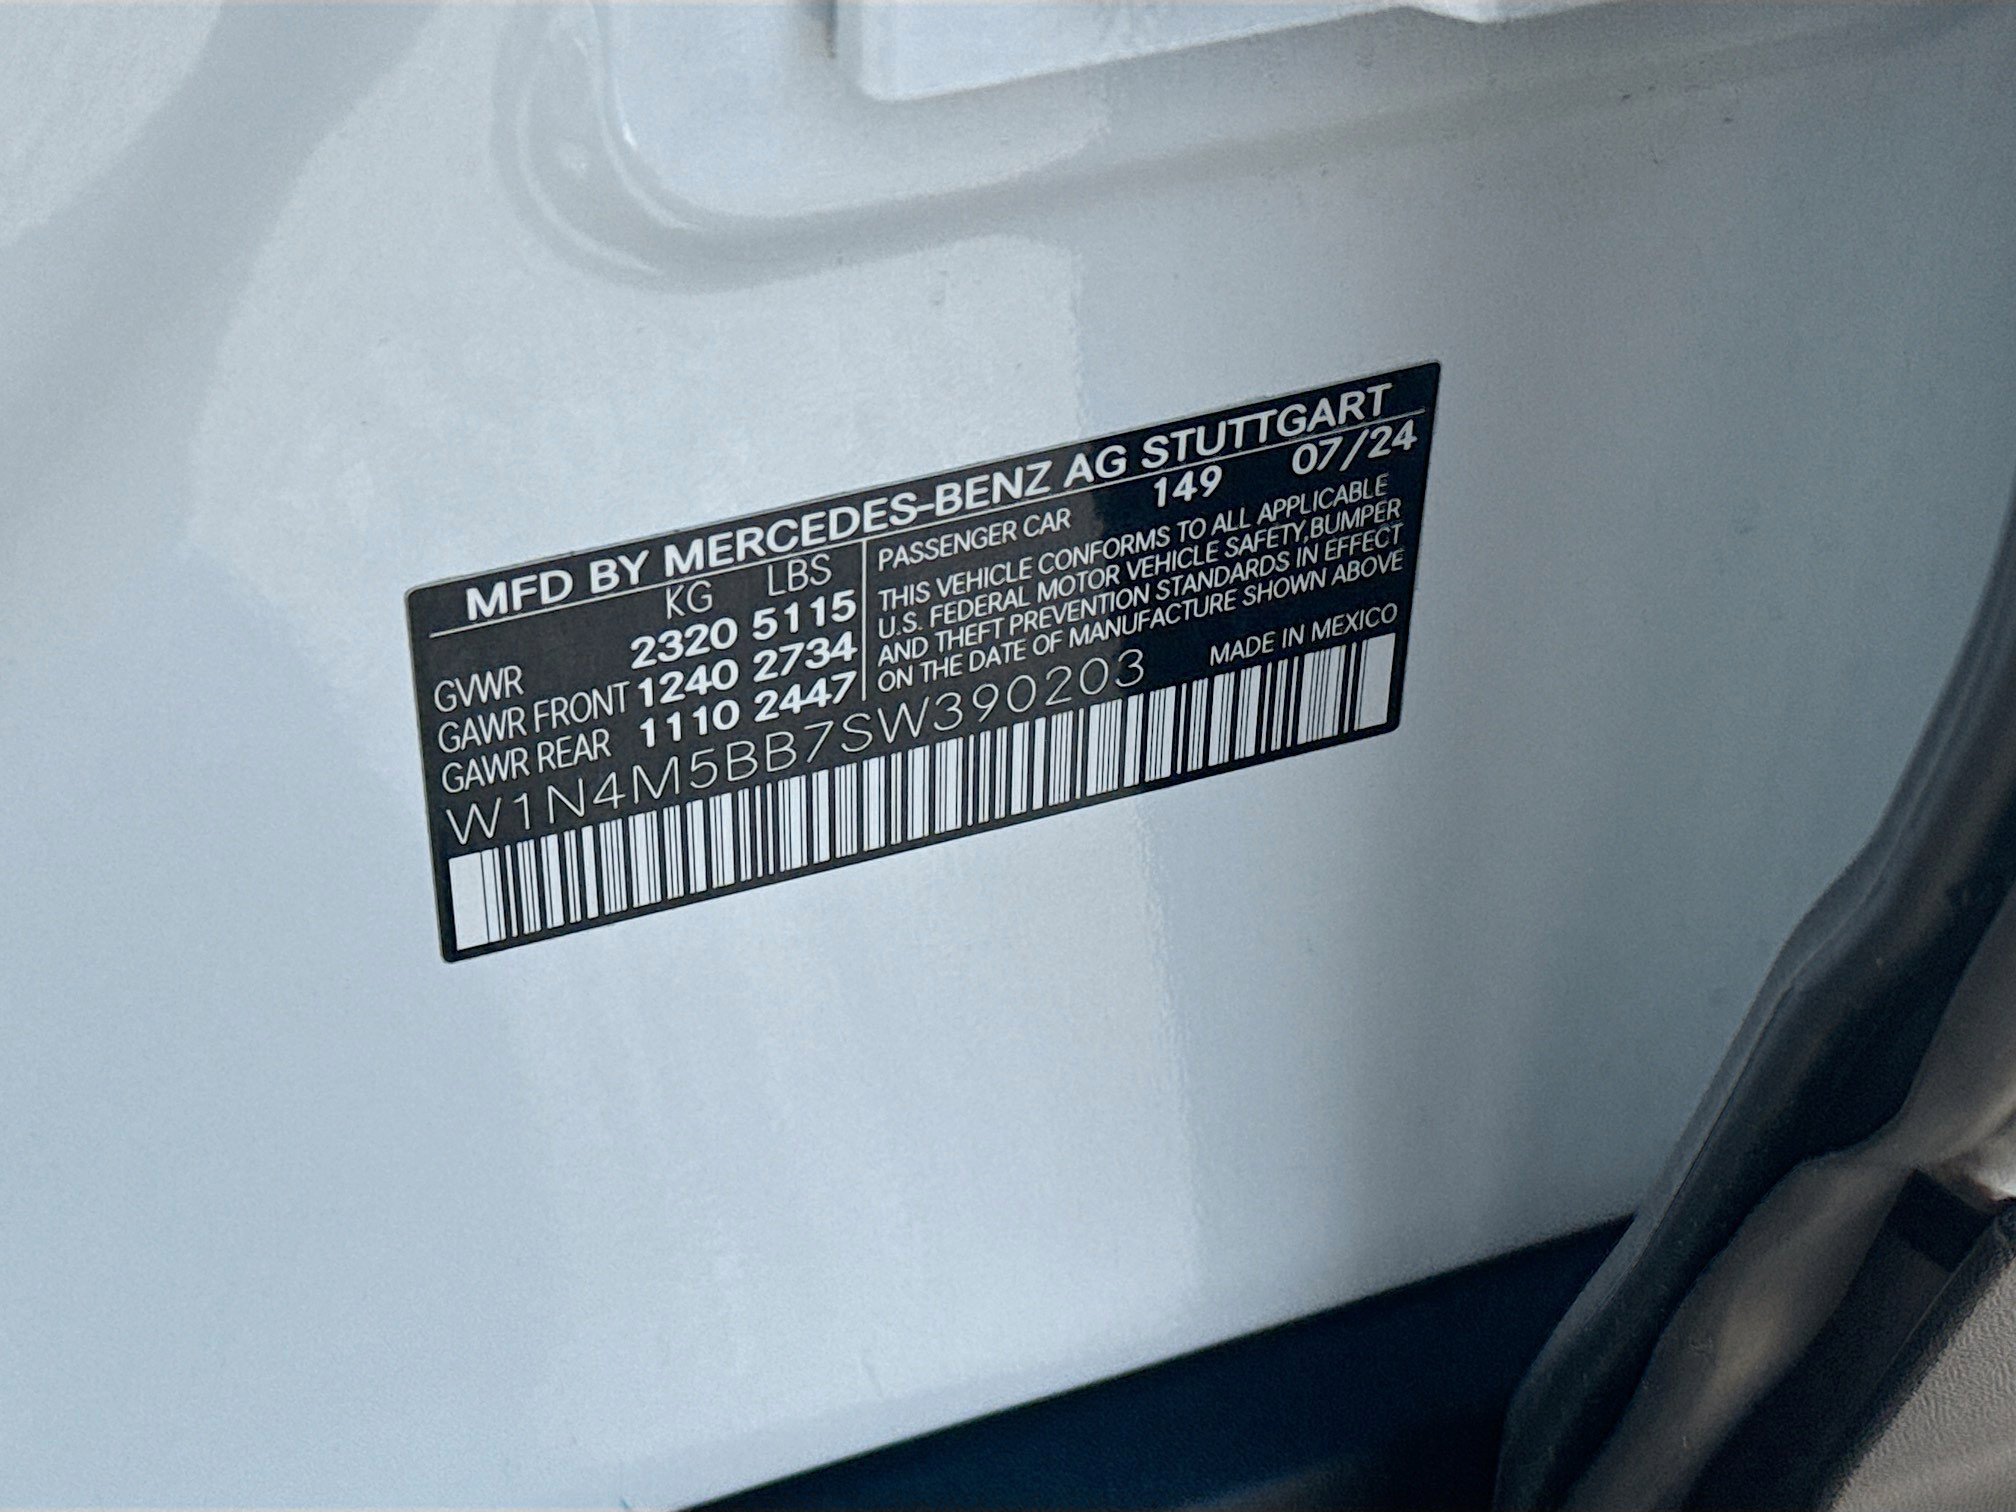 MFD BY MERCEDES-BENZ AG STUTTGART
KG LBS
GVWR 2320 5115
GAWR FRONT 1240 2734
GAWR REAR 1110 2447
PASSENGER CAR 149 07/24
THIS VEHICLE CONFORMS TO ALL APPLICABLE
U.S. FEDERAL MOTOR VEHICLE SAFETY,BUMPER
AND THEFT PREVENTION STANDARDS IN EFFECT
ON THE DATE OF MANUFACTURE SHOWN ABOVE
W1N4M5BB7SW390203 MADE IN MEXICO